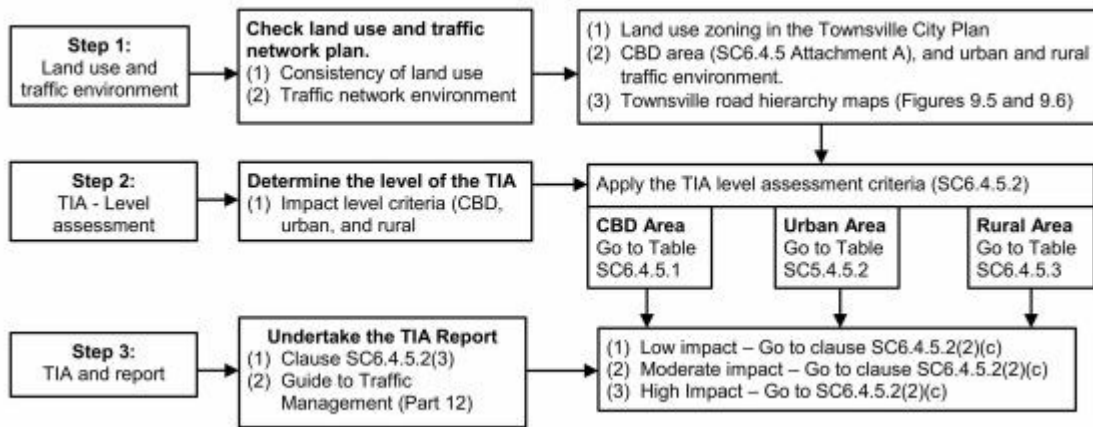 Step 1:
Land use and
traffic environment
Check land use and traffic
network plan.
(1) Consistency of land use
(2) Traffic network environment
(1) Land use zoning in the Townsville City Plan
(2) CBD area (SC6.4.5 Attachment A), and urban and rural
traffic environment.
(3) Townsville road hierarchy maps (Figures 9.5 and 9.6)
Step 2:
TIA - Level
assessment
Determine the level of the TIA
(1) Impact level criteria (CBD,
urban, and rural
Apply the TIA level assessment criteria (SC6.4.5.2)
CBD Area
Go to Table
SC6.4.5.1
Urban Area
Go to Table
SC5.4.5.2
Rural Area
Go to Table
SC6.4.5.3
Step 3:
TIA and report
Undertake the TIA Report
(1) Clause SC6.4.5.2(3)
(2) Guide to Traffic
Management (Part 12)
(1) Low impact – Go to clause SC6.4.5.2(2)(c)
(2) Moderate impact – Go to clause SC6.4.5.2(2)(c)
(3) High Impact – Go to SC6.4.5.2(2)(c)